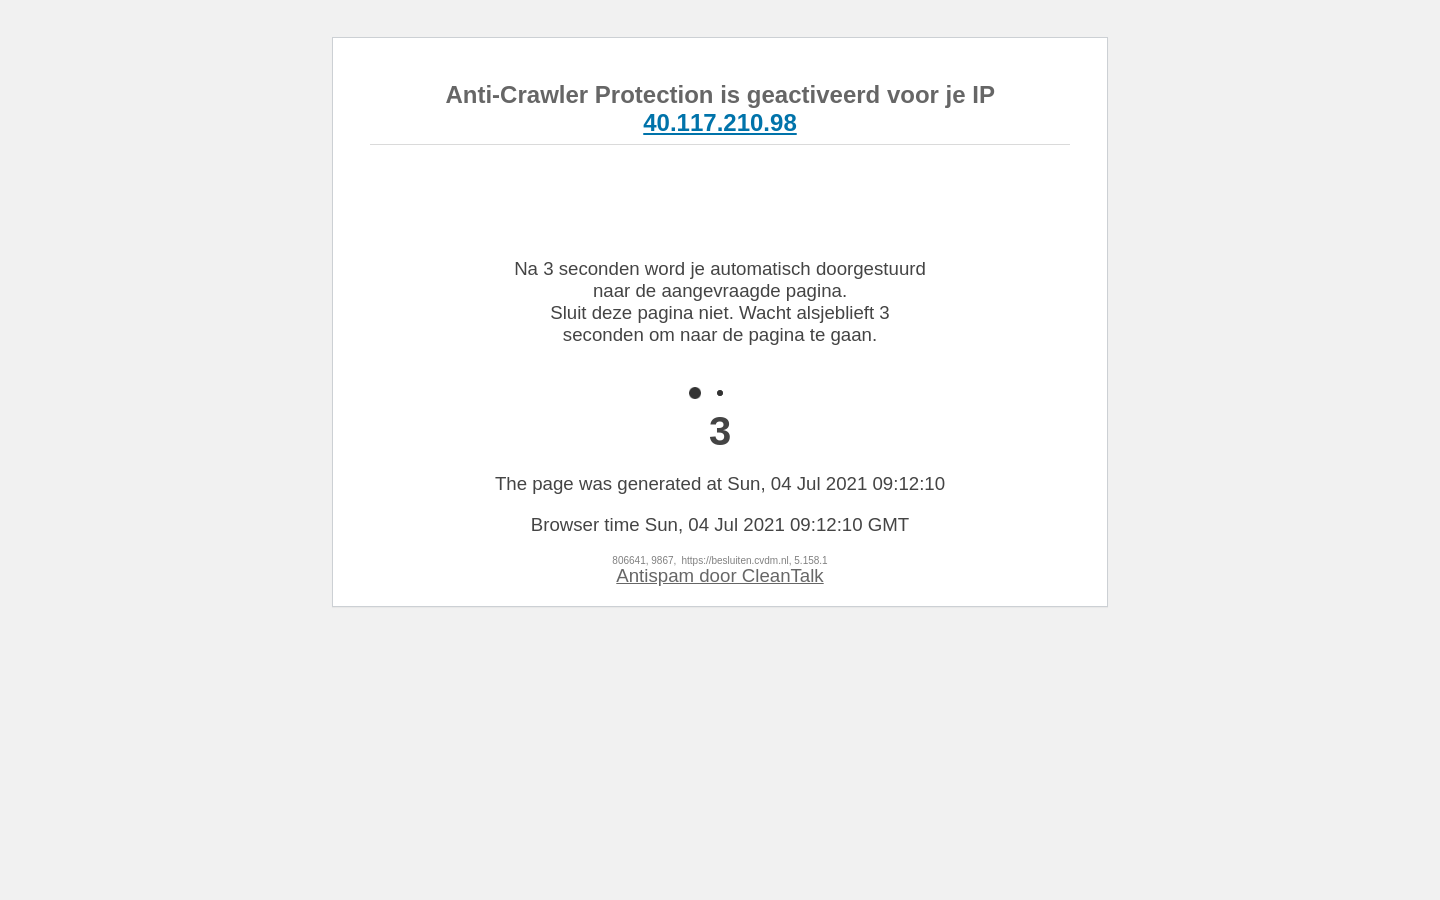 Anti-Crawler Protection is geactiveerd voor je IP
40.117.210.98
Na 3 seconden word je automatisch doorgestuurd
naar de aangevraagde pagina.
Sluit deze pagina niet. Wacht alsjeblieft 3
seconden om naar de pagina te gaan.
3
The page was generated at Sun, 04 Jul 2021 09:12:10
Browser time Sun, 04 Jul 2021 09:12:10 GMT
806641, 9867, https://besluiten.cvdm.nl, 5.158.1
Antispam door CleanTalk